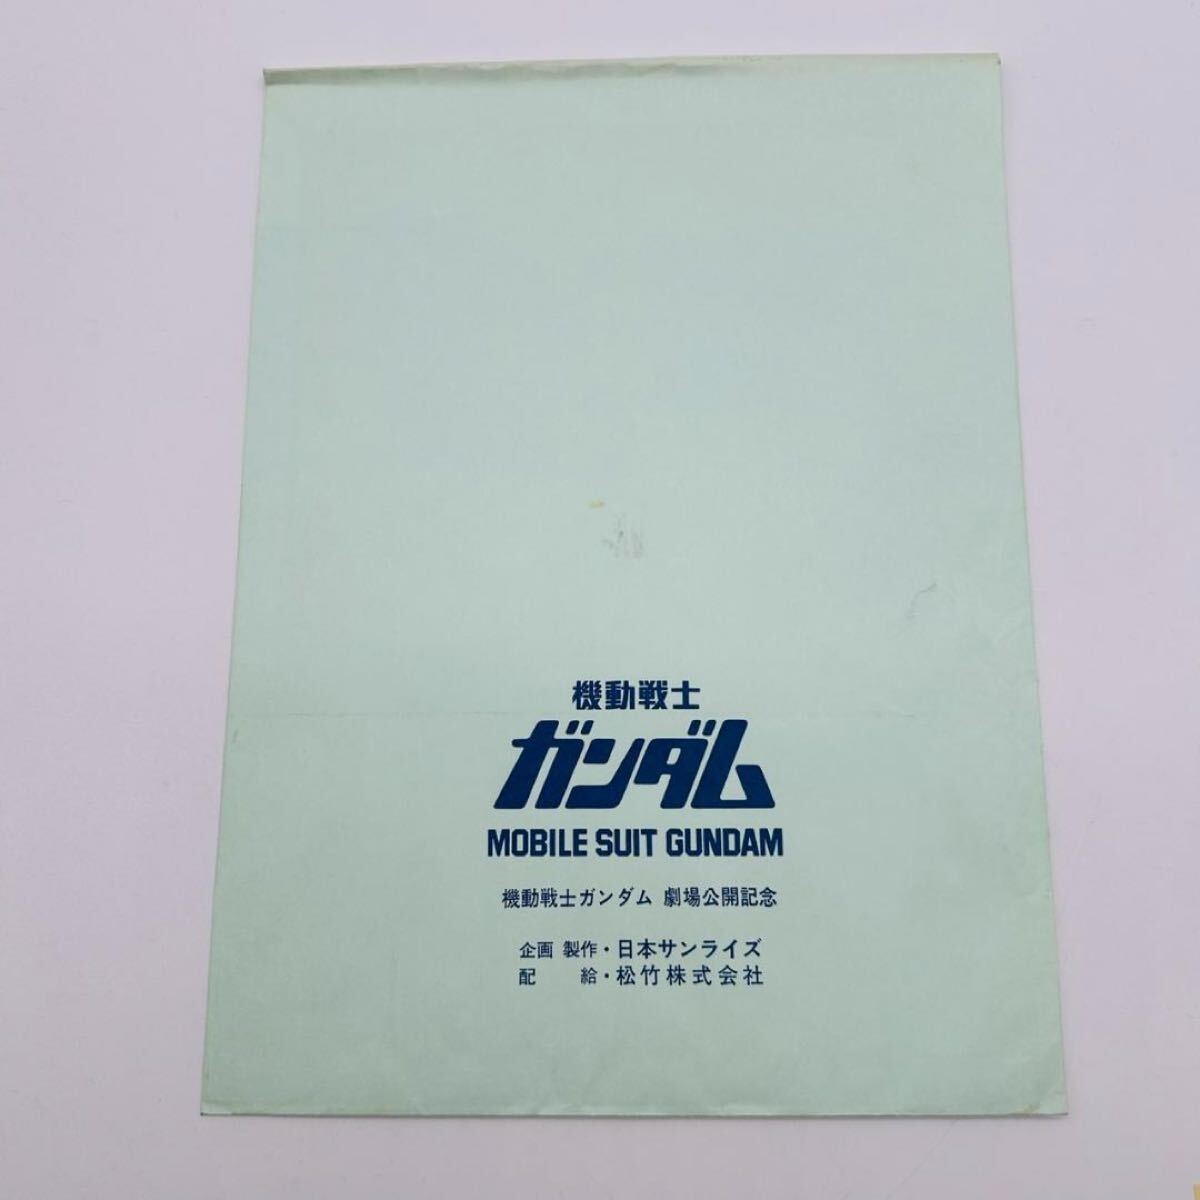 機動戦士
ガンダム
MOBILE SUIT GUNDAM
機動戦士ガンダム 劇場公開記念
企画 製作・日本サンライズ
配 給・松竹株式会社